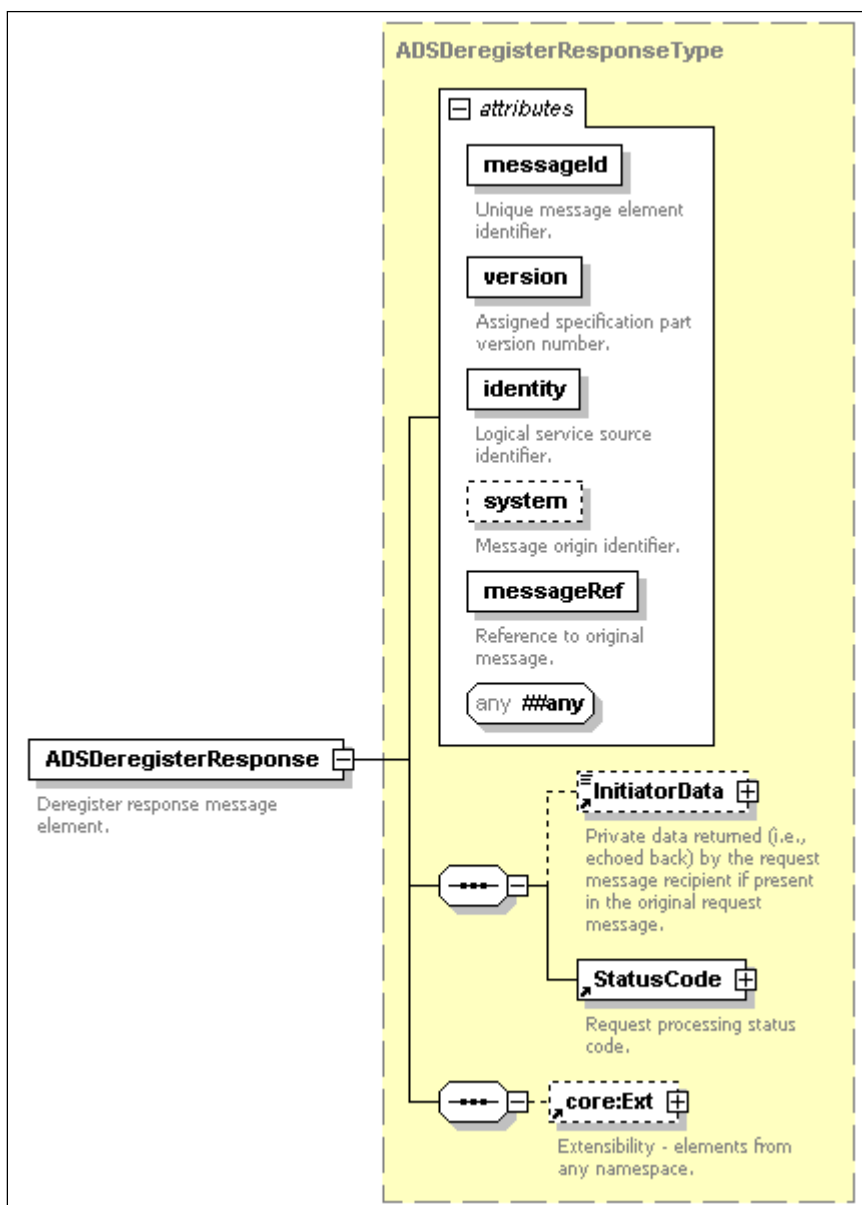 ADSDeregisterResponseType
attributes
messageId
Unique message element
identifier.
version
Assigned specification part
version number.
identity
Logical service source
identifier.
system
Message origin identifier.
messageRef
Reference to original
message.
any ##any
ADSDeregisterResponse
Deregister response message
element.
InitiatorData
Private data returned (i.e.,
echoed back) by the request
message recipient if present
in the original request
message.
StatusCode
Request processing status
code.
core:Ext
Extensibility - elements from
any namespace.